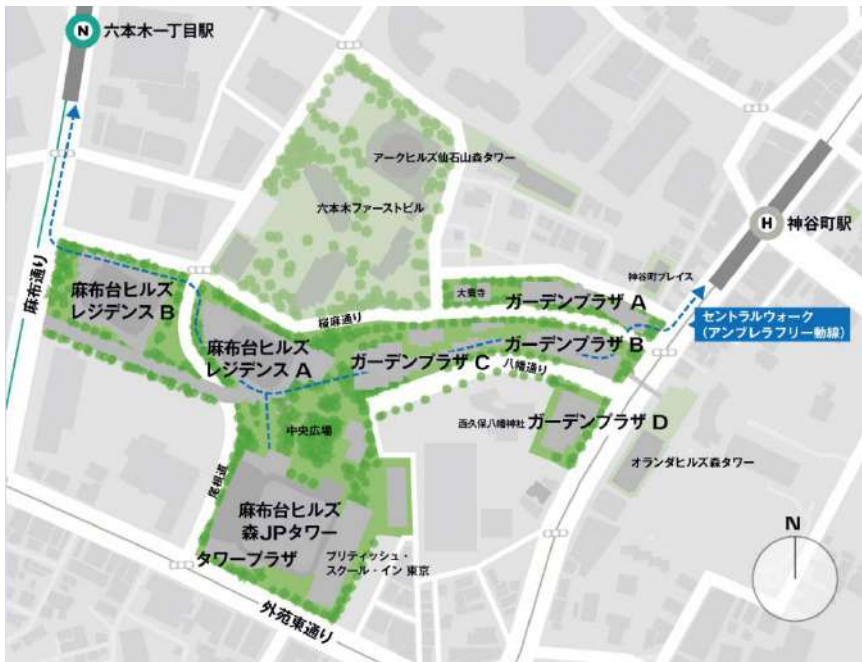 N 六本木一丁目駅
アークヒルズ仙石山森タワー
六本木ファーストビル
H 神谷町駅
麻布通り
麻布台ヒルズ
レジデンス B
大養寺
ガーデンプラザ A
神谷町プレイス
セントラルウォーク
(アンブレラフリー動線)
桜麻通り
麻布台ヒルズ
レジデンス A
ガーデンプラザ B
ガーデンプラザ C
八幡通り
中央広場
西久保八幡神社
ガーデンプラザ D
オランダヒルズ森タワー
尾根道
麻布台ヒルズ
森JPタワー
タワープラザ
ブリティッシュ・
スクール・イン 東京
外苑東通り
N